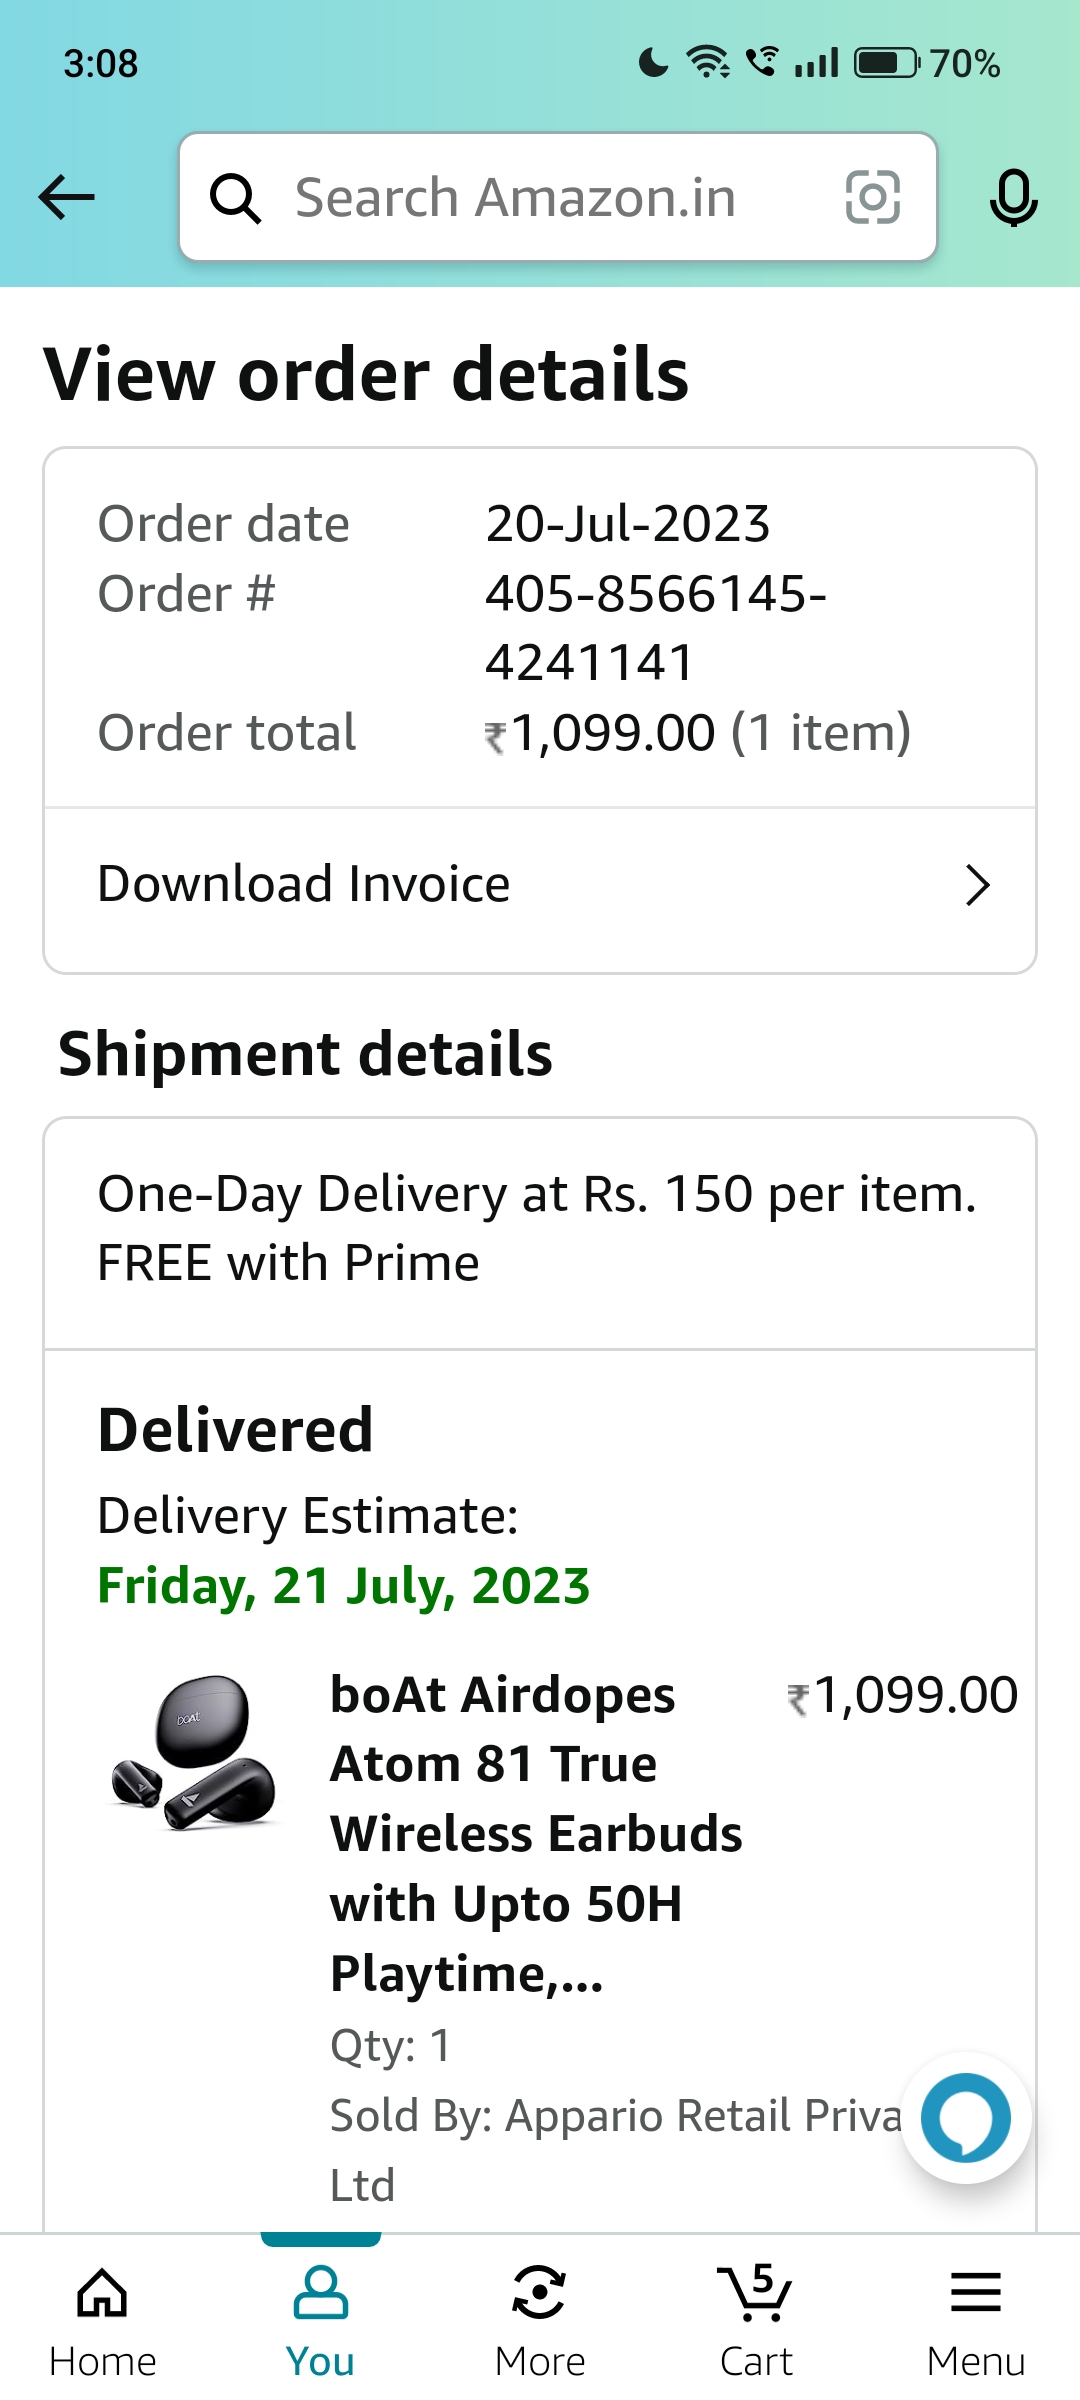 3:08
70%
Search Amazon.in
View order details
Order date 20-Jul-2023
Order # 405-8566145-
4241141
Order total ₹1,099.00 (1 item)
Download Invoice
Shipment details
One-Day Delivery at Rs. 150 per item.
FREE with Prime
Delivered
Delivery Estimate:
Friday, 21 July, 2023
boAt
boAt Airdopes ₹1,099.00
Atom 81 True
Wireless Earbuds
with Upto 50H
Playtime,...
Qty: 1
Sold By: Appario Retail Priva
Ltd
5
Home You More Cart Menu